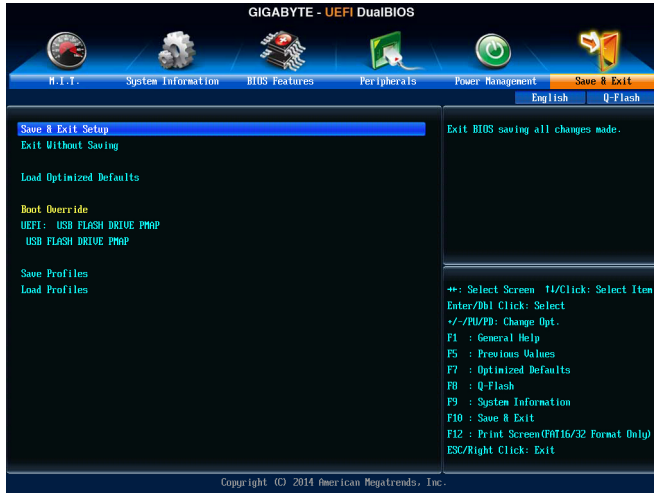 GIGABYTE - UEFI DualBIOS
M.I.T. System Information BIOS Features Peripherals Power Management Save & Exit
English Q-Flash
Save & Exit Setup
Exit Without Saving
Load Optimized Defaults
Boot Override
UEFI: USB FLASH DRIVE PMAP
USB FLASH DRIVE PMAP
Save Profiles
Load Profiles
Exit BIOS saving all changes made.
→←: Select Screen ↑↓/Click: Select Item
Enter/Dbl Click: Select
+/-/PU/PD: Change Opt.
F1 : General Help
F5 : Previous Values
F7 : Optimized Defaults
F8 : Q-Flash
F9 : System Information
F10 : Save & Exit
F12 : Print Screen(FAT16/32 Format Only)
ESC/Right Click: Exit
Copyright (C) 2014 American Megatrends, Inc.